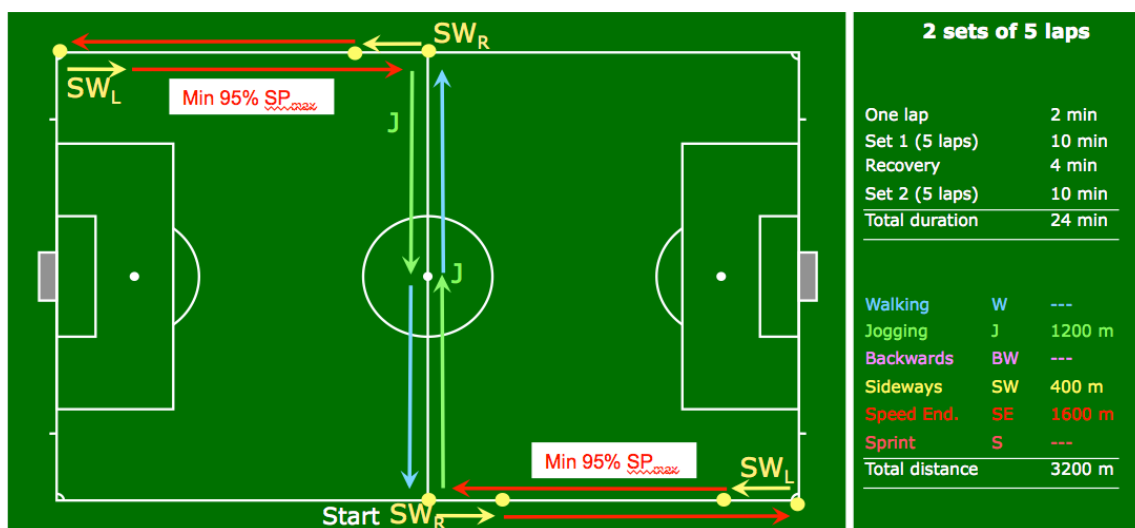 SWR
SWL
Min 95% SPmax
J
J
Min 95% SPmax
SWL
Start SWR
2 sets of 5 laps
One lap 2 min
Set 1 (5 laps) 10 min
Recovery 4 min
Set 2 (5 laps) 10 min
Total duration 24 min
Walking W ---
Jogging J 1200 m
Backwards BW ---
Sideways SW 400 m
Speed End. SE 1600 m
Sprint S ---
Total distance 3200 m